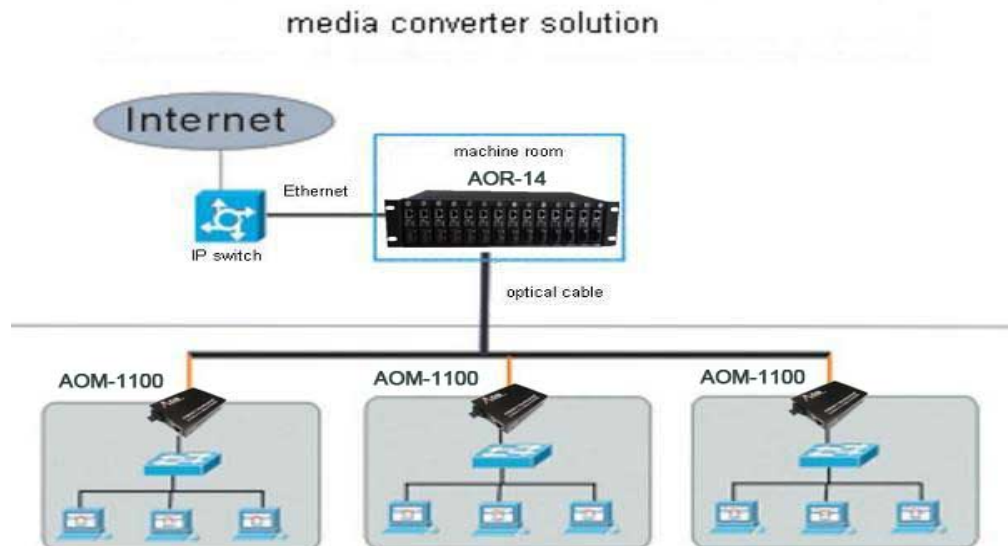 media converter solution
Internet
machine room
AOR-14
Ethernet
IP switch
optical cable
AOM-1100
AOM-1100
AOM-1100